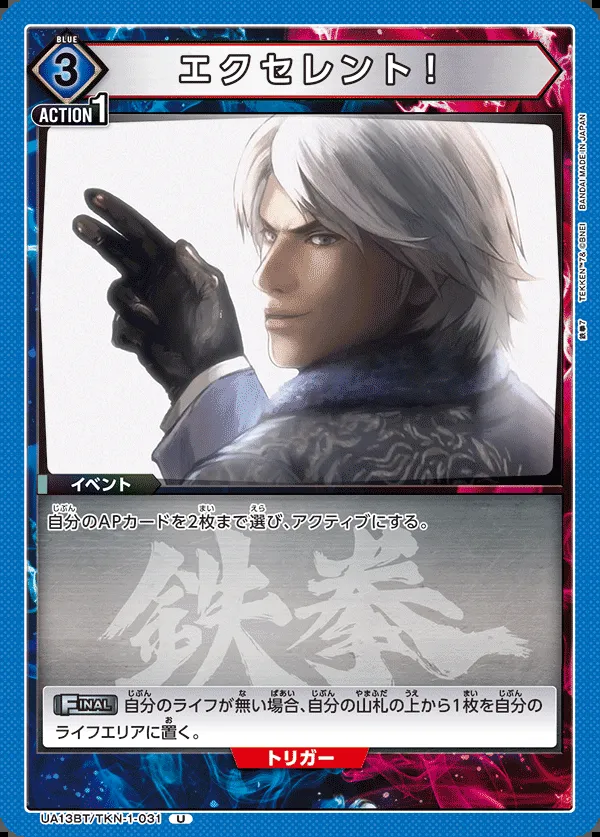 BLUE
3
エクセレント!
ACTION 1
BANDAI MADE IN JAPAN
TEKKEN™7& ©BNEI
鉄拳7
イベント
自分のAPカードを2枚まで選び、アクティブにする。
鉄拳
FINAL 自分のライフが無い場合、自分の山札の上から1枚を自分の
ライフエリアに置く。
トリガー
UA13BT/TKN-1-031 U